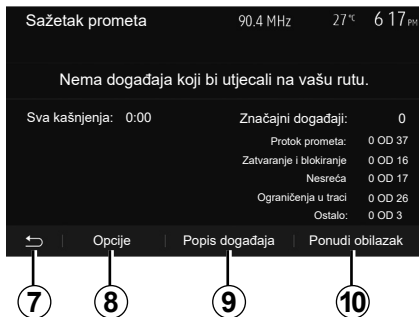 Sažetak prometa 90.4 MHz 27°C 6 17 PM
Nema događaja koji bi utjecali na vašu rutu.
Sva kašnjenja: 0:00 Značajni događaji: 0
Protok prometa: 0 OD 37
Zatvaranje i blokiranje 0 OD 16
Nesreća 0 OD 17
Ograničenja u traci 0 OD 26
Ostalo: 0 OD 3
Opcije Popis događaja Ponudi obilazak
7 8 9 10